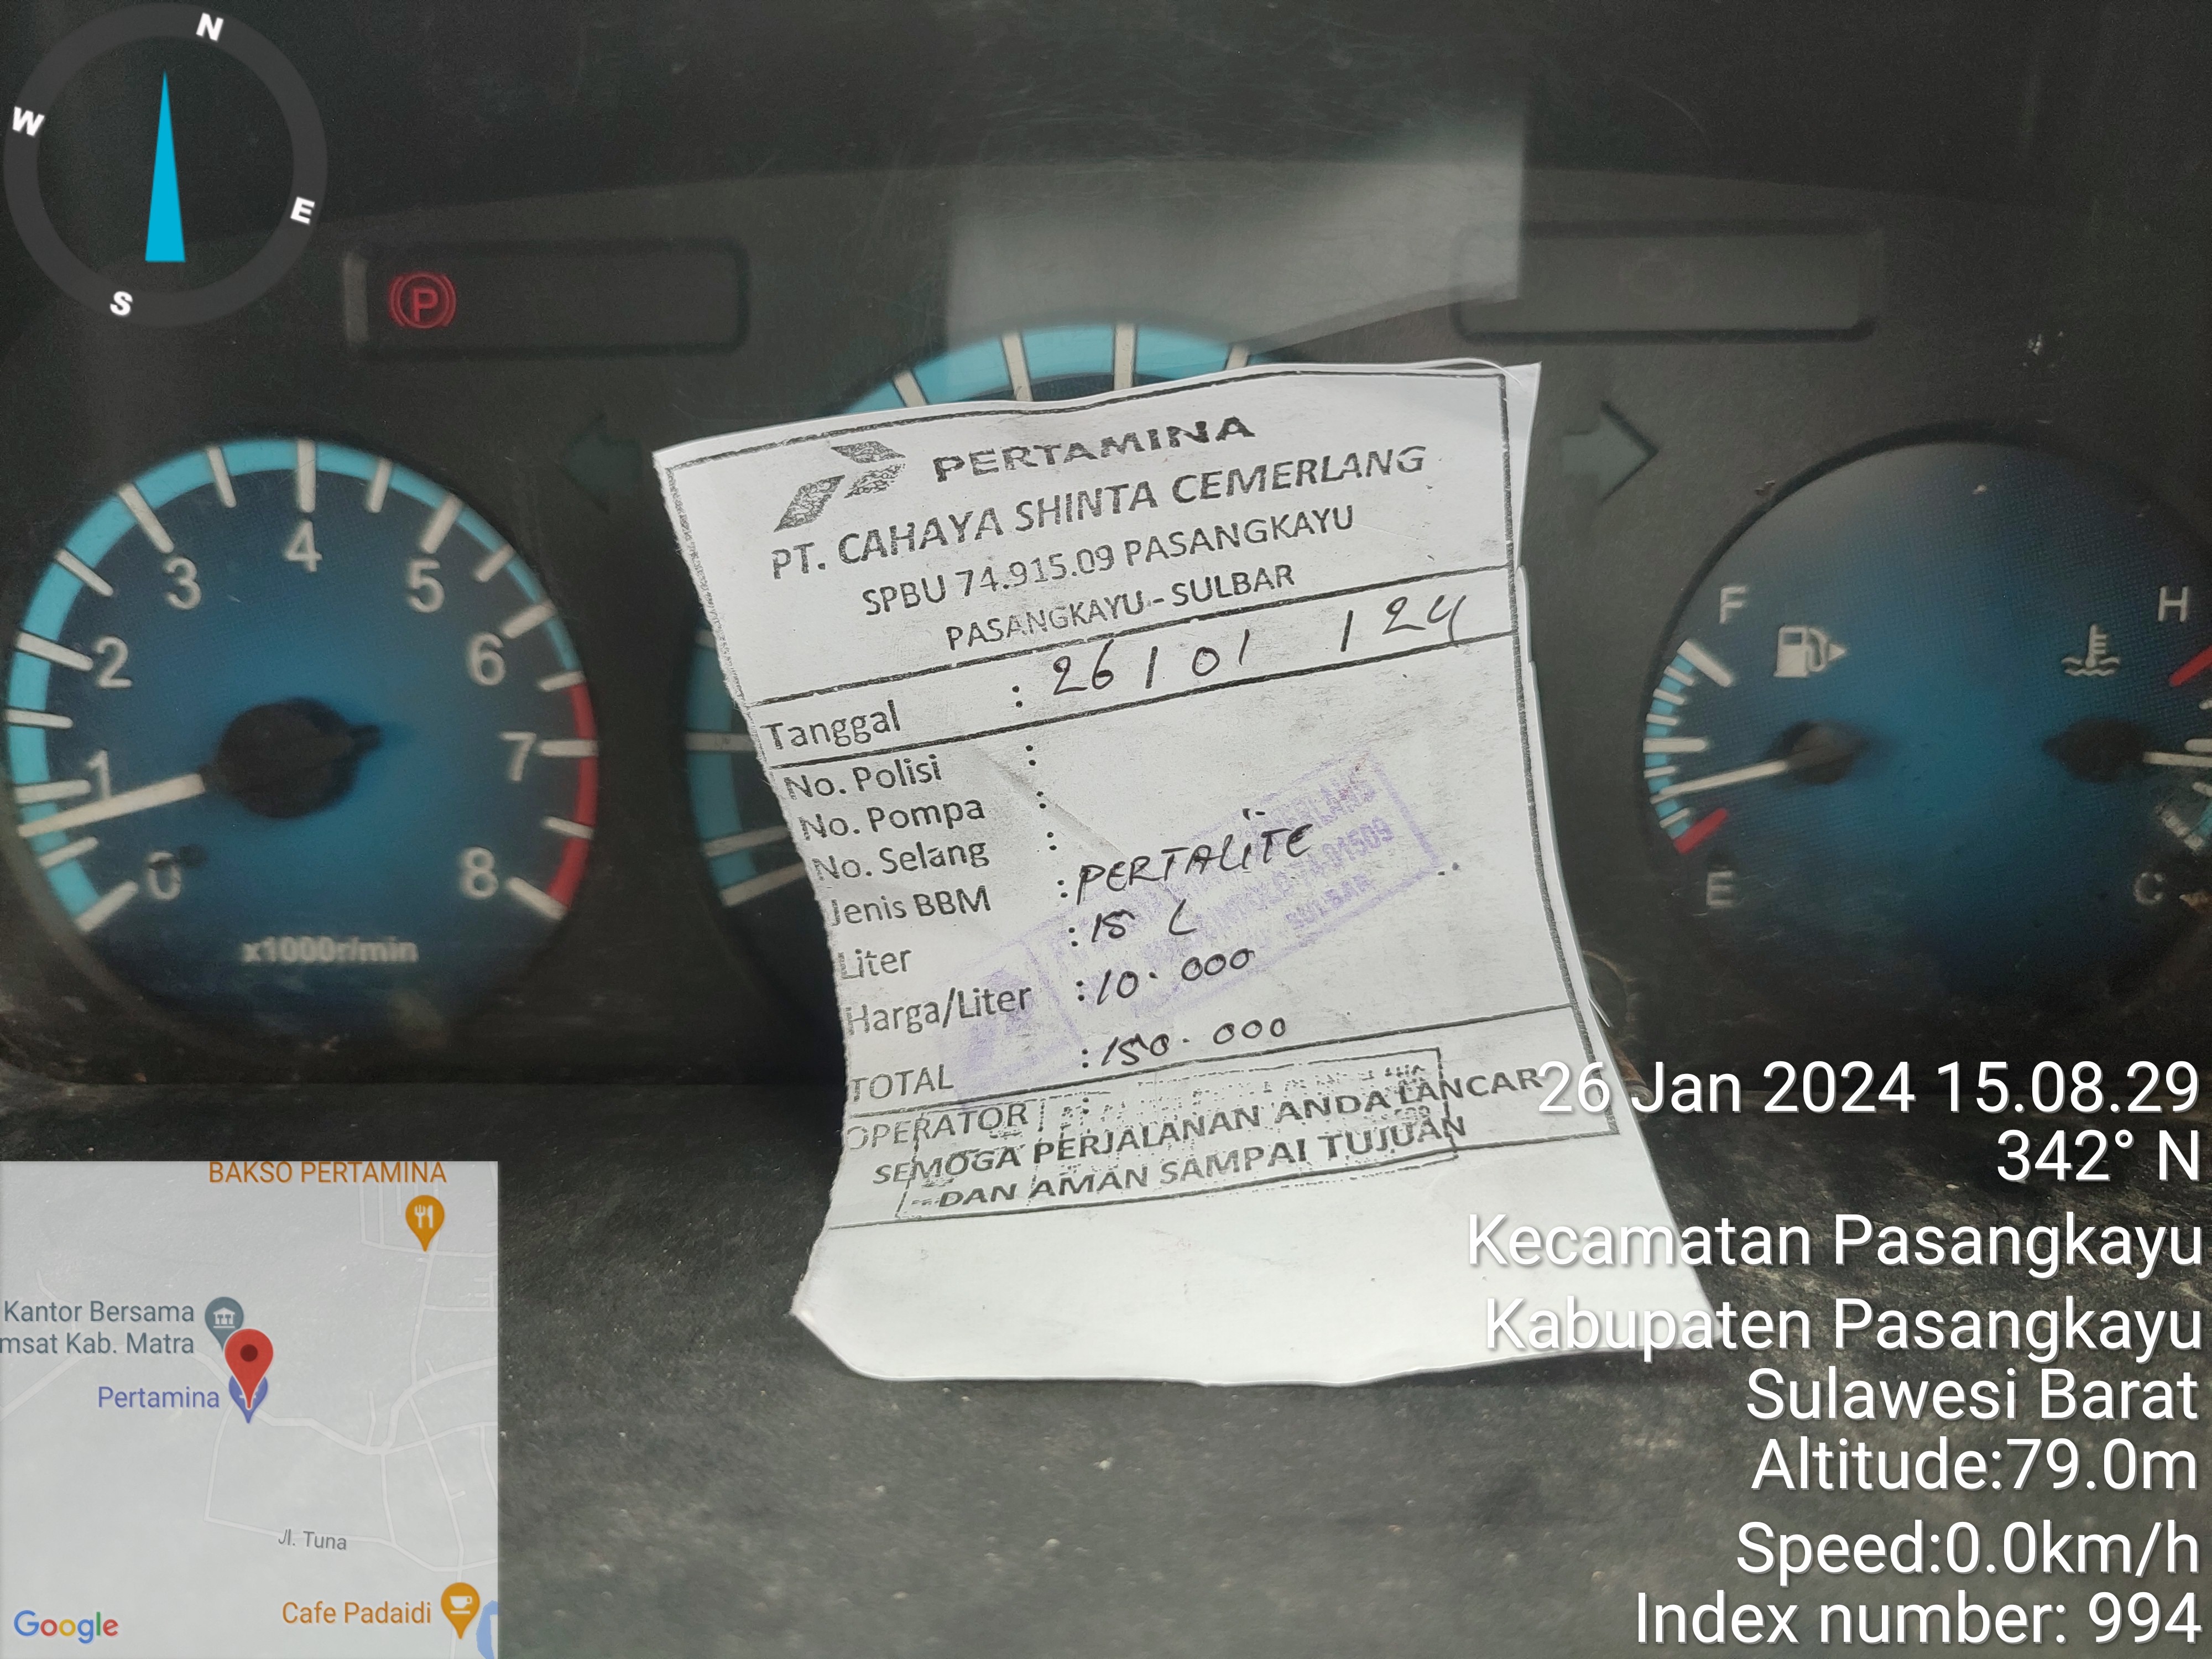 N
W
E
S
P
PERTAMINA
PT. CAHAYA SHINTA CEMERLANG
SPBU 74.915.09 PASANGKAYU
PASANGKAYU - SULBAR
Tanggal : 26 / 01 / 24
No. Polisi :
No. Pompa :
No. Selang :
Jenis BBM : PERTALITE
Liter : 15 L
Harga/Liter : 10.000
TOTAL : 150.000
OPERATOR :
SEMOGA PERJALANAN ANDA LANCAR
DAN AMAN SAMPAI TUJUAN
0
1
2
3
4
5
6
7
8
x1000r/min
F
E
H
C
26 Jan 2024 15.08.29
342° N
Kecamatan Pasangkayu
Kabupaten Pasangkayu
Sulawesi Barat
Altitude:79.0m
Speed:0.0km/h
Index number: 994
BAKSO PERTAMINA
Kantor Bersama
msat Kab. Matra
Pertamina
Jl. Tuna
Cafe Padaidi
Google